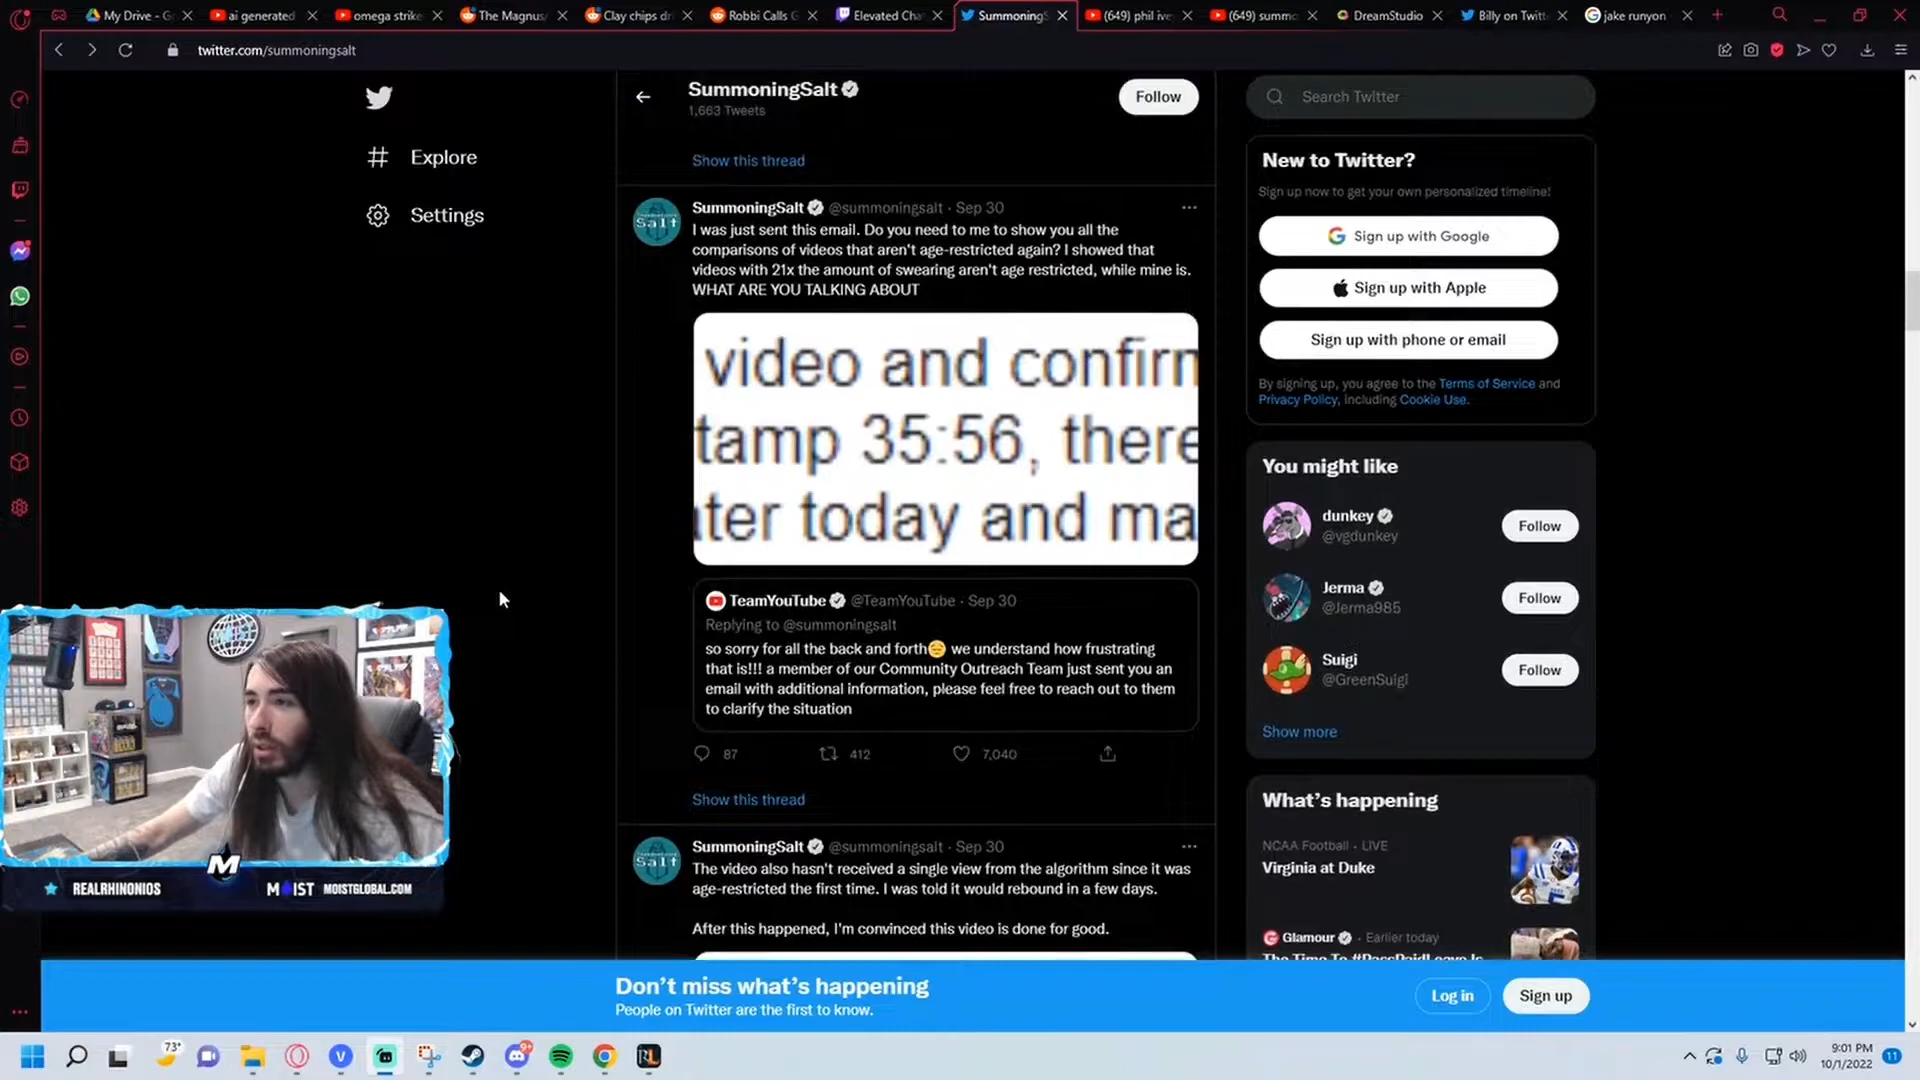 My Drive - G
ai generated
omega strike
The Magnus
Clay chips dr
Robbi Calls G
Elevated Cha
SummoningS
(649) phil ive
(649) summo
DreamStudio
Billy on Twitt
jake runyon
twitter.com/summoningsalt
SummoningSalt
1,663 Tweets
Follow
Explore
Settings
Show this thread
SummoningSalt @summoningsalt · Sep 30
I was just sent this email. Do you need to me to show you all the
comparisons of videos that aren't age-restricted again? I showed that
videos with 21x the amount of swearing aren't age restricted, while mine is.
WHAT ARE YOU TALKING ABOUT
Salt
video and confirm
tamp 35:56, there
ter today and ma
TeamYouTube @TeamYouTube · Sep 30
Replying to @summoningsalt
so sorry for all the back and forth😔 we understand how frustrating
that is!!! a member of our Community Outreach Team just sent you an
email with additional information, please feel free to reach out to them
to clarify the situation
87 412 7,040
Show this thread
SummoningSalt @summoningsalt · Sep 30
The video also hasn't received a single view from the algorithm since it was
age-restricted the first time. I was told it would rebound in a few days.
After this happened, I'm convinced this video is done for good.
Salt
Search Twitter
New to Twitter?
Sign up now to get your own personalized timeline!
Sign up with Google
Sign up with Apple
Sign up with phone or email
By signing up, you agree to the Terms of Service and
Privacy Policy, including Cookie Use.
You might like
dunkey
@vgdunkey
Follow
Jerma
@Jerma985
Follow
Suigi
@GreenSuigi
Follow
Show more
What's happening
NCAA Football · LIVE
Virginia at Duke
Glamour · Earlier today
The Time To #PassPaidLeave Is
M
REALRHINONIOS
MOIST MOISTGLOBAL.COM
Don't miss what's happening
People on Twitter are the first to know.
Log in
Sign up
73°
9+
RL
9:01 PM
10/1/2022
11